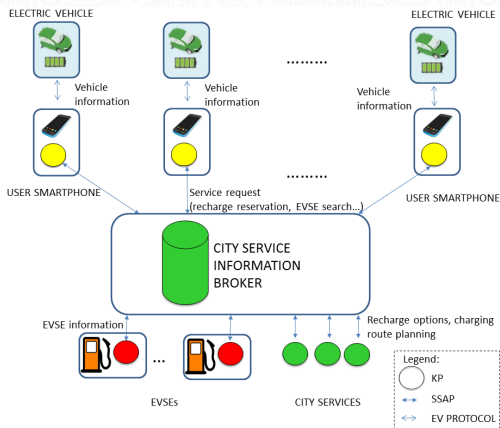 ELECTRIC VEHICLE
ELECTRIC VEHICLE
.........
Vehicle
information
Vehicle
information
Vehicle
information
.........
USER SMARTPHONE
USER SMARTPHONE
Service request
(recharge reservation, EVSE search...)
CITY SERVICE
INFORMATION
BROKER
EVSE information
Recharge options, charging
route planning
...
EVSEs
CITY SERVICES
Legend:
KP
SSAP
EV PROTOCOL